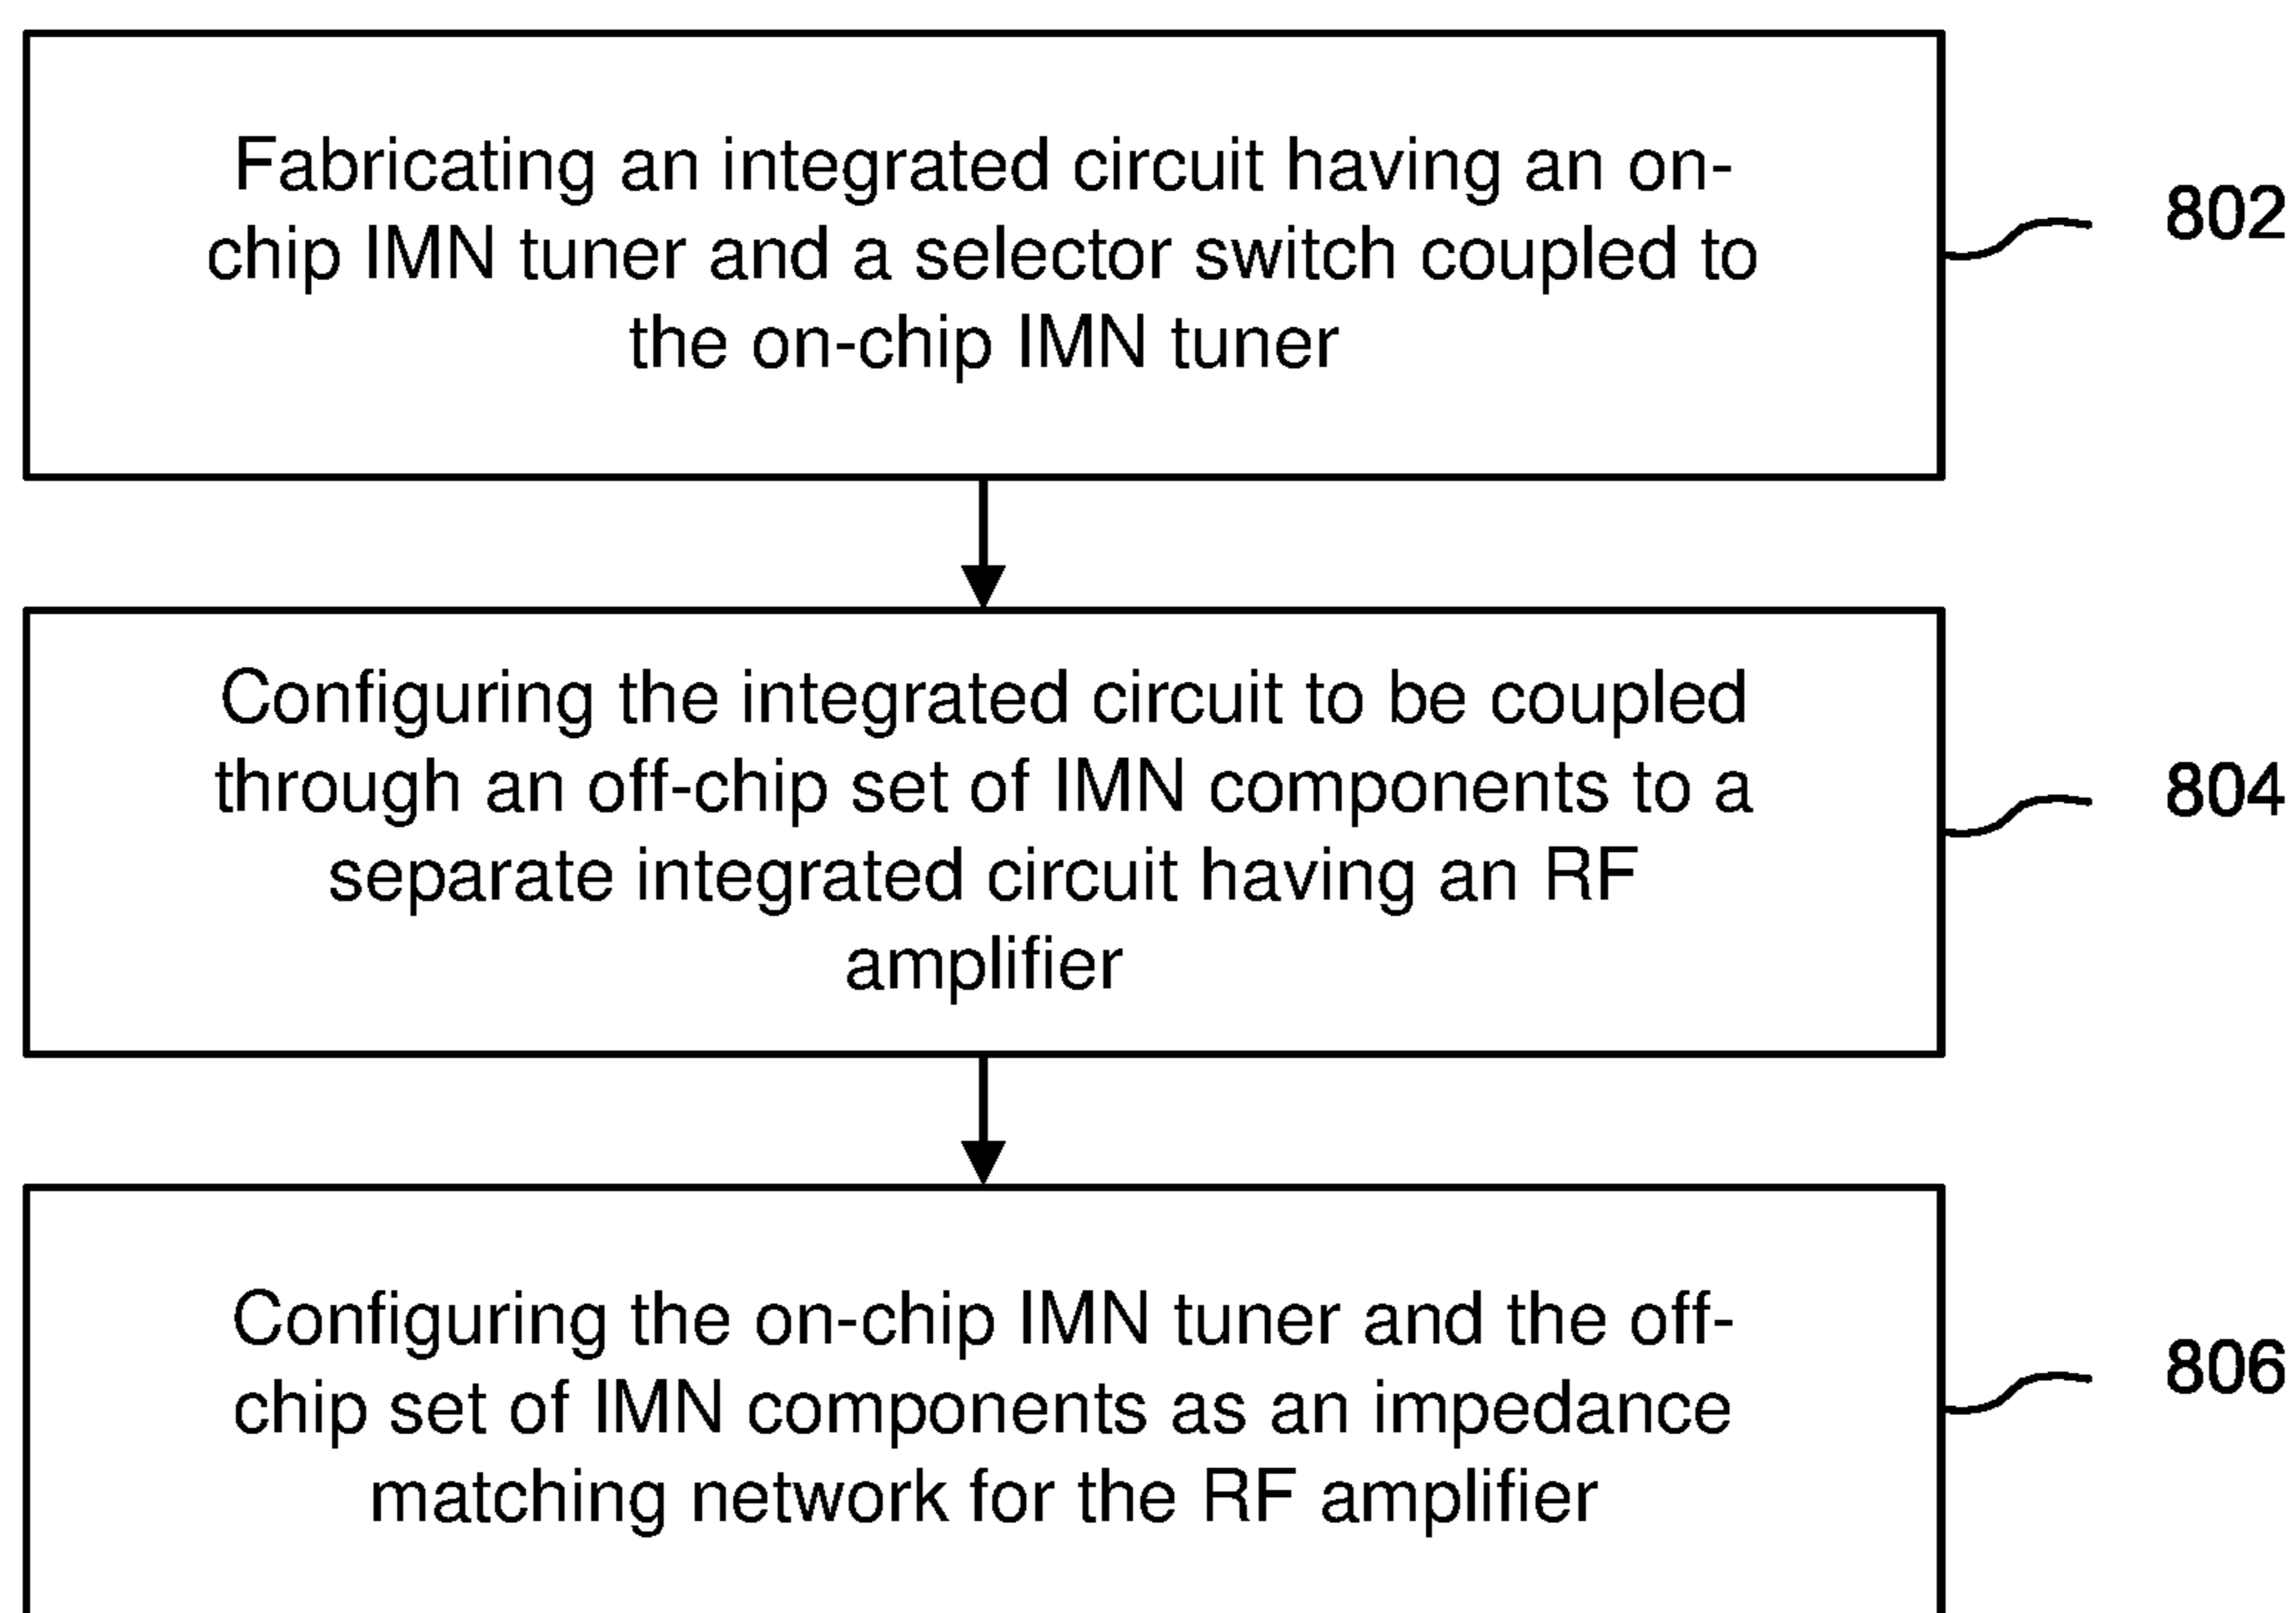 Fabricating an integrated circuit having an on-
chip IMN tuner and a selector switch coupled to
the on-chip IMN tuner
802
Configuring the integrated circuit to be coupled
through an off-chip set of IMN components to a
separate integrated circuit having an RF
amplifier
804
Configuring the on-chip IMN tuner and the off-
chip set of IMN components as an impedance
matching network for the RF amplifier
806